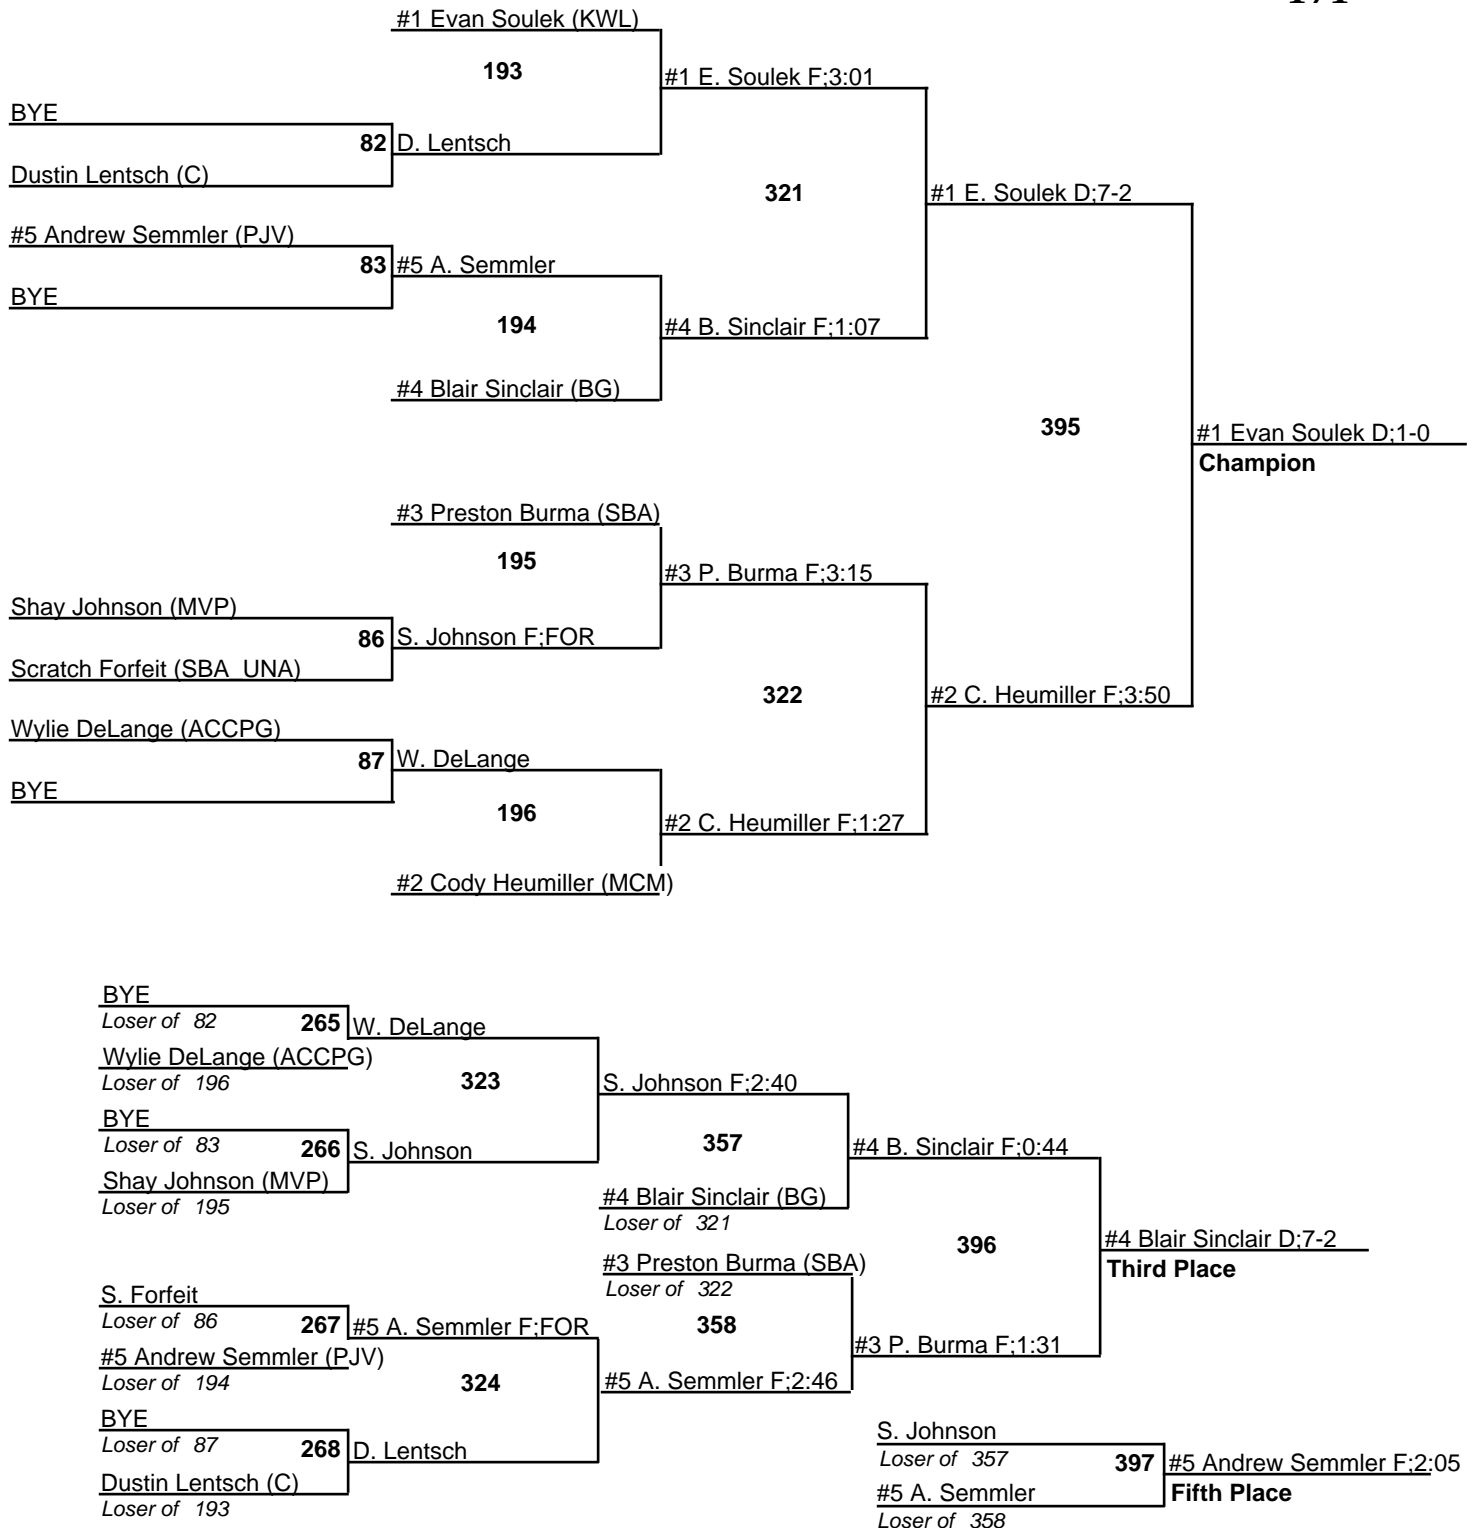 #1 Evan Soulek (KWL)
193
#1 E. Soulek F;3:01
BYE
82 D. Lentsch
Dustin Lentsch (C)
321
#1 E. Soulek D;7-2
#5 Andrew Semmler (PJV)
83 #5 A. Semmler
BYE
194
#4 B. Sinclair F;1:07
#4 Blair Sinclair (BG)
395
#1 Evan Soulek D;1-0
Champion
#3 Preston Burma (SBA)
195
#3 P. Burma F;3:15
Shay Johnson (MVP)
86 S. Johnson F;FOR
Scratch Forfeit (SBA_UNA)
322
#2 C. Heumiller F;3:50
Wylie DeLange (ACCPG)
87 W. DeLange
BYE
196
#2 C. Heumiller F;1:27
#2 Cody Heumiller (MCM)
BYE
Loser of 82
265 W. DeLange
Wylie DeLange (ACCPG)
Loser of 196
323
S. Johnson F;2:40
BYE
Loser of 83
266 S. Johnson
Shay Johnson (MVP)
Loser of 195
357
#4 B. Sinclair F;0:44
#4 Blair Sinclair (BG)
Loser of 321
396
#4 Blair Sinclair D;7-2
Third Place
#3 Preston Burma (SBA)
Loser of 322
S. Forfeit
Loser of 86
267 #5 A. Semmler F;FOR
358
#3 P. Burma F;1:31
#5 Andrew Semmler (PJV)
Loser of 194
324
#5 A. Semmler F;2:46
BYE
Loser of 87
268 D. Lentsch
Dustin Lentsch (C)
Loser of 193
S. Johnson
Loser of 357
397 #5 Andrew Semmler F;2:05
#5 A. Semmler
Fifth Place
Loser of 358